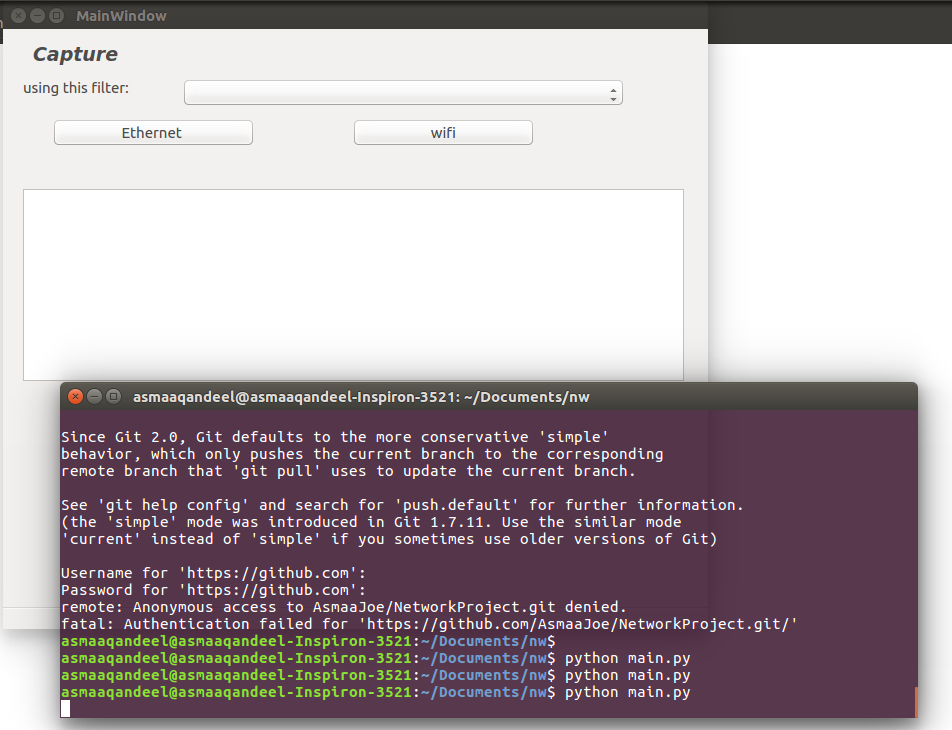 MainWindow
Capture
using this filter:
Ethernet
wifi
asmaaqandeel@asmaaqandeel-Inspiron-3521: ~/Documents/nw
Since Git 2.0, Git defaults to the more conservative 'simple'
behavior, which only pushes the current branch to the corresponding
remote branch that 'git pull' uses to update the current branch.
See 'git help config' and search for 'push.default' for further information.
(the 'simple' mode was introduced in Git 1.7.11. Use the similar mode
'current' instead of 'simple' if you sometimes use older versions of Git)
Username for 'https://github.com':
Password for 'https://github.com':
remote: Anonymous access to AsmaaJoe/NetworkProject.git denied.
fatal: Authentication failed for 'https://github.com/AsmaaJoe/NetworkProject.git/'
asmaaqandeel@asmaaqandeel-Inspiron-3521:~/Documents/nw$
asmaaqandeel@asmaaqandeel-Inspiron-3521:~/Documents/nw$ python main.py
asmaaqandeel@asmaaqandeel-Inspiron-3521:~/Documents/nw$ python main.py
asmaaqandeel@asmaaqandeel-Inspiron-3521:~/Documents/nw$ python main.py